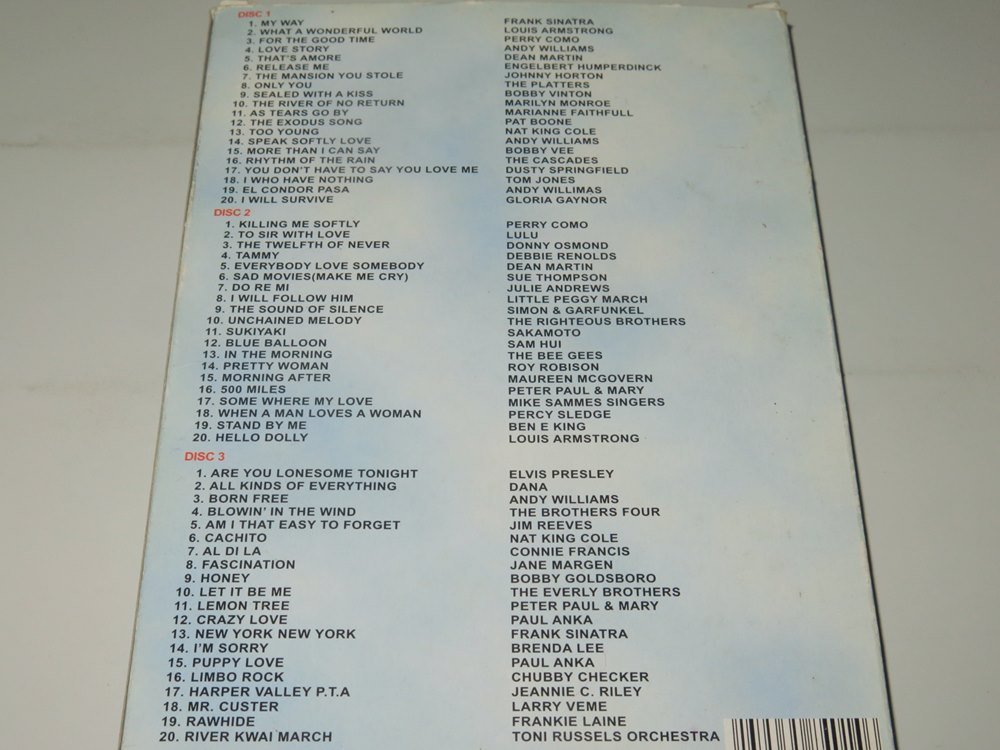 DISC 1
1. MY WAY FRANK SINATRA
2. WHAT A WONDERFUL WORLD LOUIS ARMSTRONG
3. FOR THE GOOD TIME PERRY COMO
4. LOVE STORY ANDY WILLIAMS
5. THAT'S AMORE DEAN MARTIN
6. RELEASE ME ENGELBERT HUMPERDINCK
7. THE MANSION YOU STOLE JOHNNY HORTON
8. ONLY YOU THE PLATTERS
9. SEALED WITH A KISS BOBBY VINTON
10. THE RIVER OF NO RETURN MARILYN MONROE
11. AS TEARS GO BY MARIANNE FAITHFULL
12. THE EXODUS SONG PAT BOONE
13. TOO YOUNG NAT KING COLE
14. SPEAK SOFTLY LOVE ANDY WILLIAMS
15. MORE THAN I CAN SAY BOBBY VEE
16. RHYTHM OF THE RAIN THE CASCADES
17. YOU DON'T HAVE TO SAY YOU LOVE ME DUSTY SPRINGFIELD
18. I WHO HAVE NOTHING TOM JONES
19. EL CONDOR PASA ANDY WILLIMAS
20. I WILL SURVIVE GLORIA GAYNOR
DISC 2
1. KILLING ME SOFTLY PERRY COMO
2. TO SIR WITH LOVE LULU
3. THE TWELFTH OF NEVER DONNY OSMOND
4. TAMMY DEBBIE RENOLDS
5. EVERYBODY LOVE SOMEBODY DEAN MARTIN
6. SAD MOVIES(MAKE ME CRY) SUE THOMPSON
7. DO RE MI JULIE ANDREWS
8. I WILL FOLLOW HIM LITTLE PEGGY MARCH
9. THE SOUND OF SILENCE SIMON & GARFUNKEL
10. UNCHAINED MELODY THE RIGHTEOUS BROTHERS
11. SUKIYAKI SAKAMOTO
12. BLUE BALLOON SAM HUI
13. IN THE MORNING THE BEE GEES
14. PRETTY WOMAN ROY ROBISON
15. MORNING AFTER MAUREEN MCGOVERN
16. 500 MILES PETER PAUL & MARY
17. SOME WHERE MY LOVE MIKE SAMMES SINGERS
18. WHEN A MAN LOVES A WOMAN PERCY SLEDGE
19. STAND BY ME BEN E KING
20. HELLO DOLLY LOUIS ARMSTRONG
DISC 3
1. ARE YOU LONESOME TONIGHT ELVIS PRESLEY
2. ALL KINDS OF EVERYTHING DANA
3. BORN FREE ANDY WILLIAMS
4. BLOWIN' IN THE WIND THE BROTHERS FOUR
5. AM I THAT EASY TO FORGET JIM REEVES
6. CACHITO NAT KING COLE
7. AL DI LA CONNIE FRANCIS
8. FASCINATION JANE MARGEN
9. HONEY BOBBY GOLDSBORO
10. LET IT BE ME THE EVERLY BROTHERS
11. LEMON TREE PETER PAUL & MARY
12. CRAZY LOVE PAUL ANKA
13. NEW YORK NEW YORK FRANK SINATRA
14. I'M SORRY BRENDA LEE
15. PUPPY LOVE PAUL ANKA
16. LIMBO ROCK CHUBBY CHECKER
17. HARPER VALLEY P.T.A JEANNIE C. RILEY
18. MR. CUSTER LARRY VEME
19. RAWHIDE FRANKIE LAINE
20. RIVER KWAI MARCH TONI RUSSELS ORCHESTRA